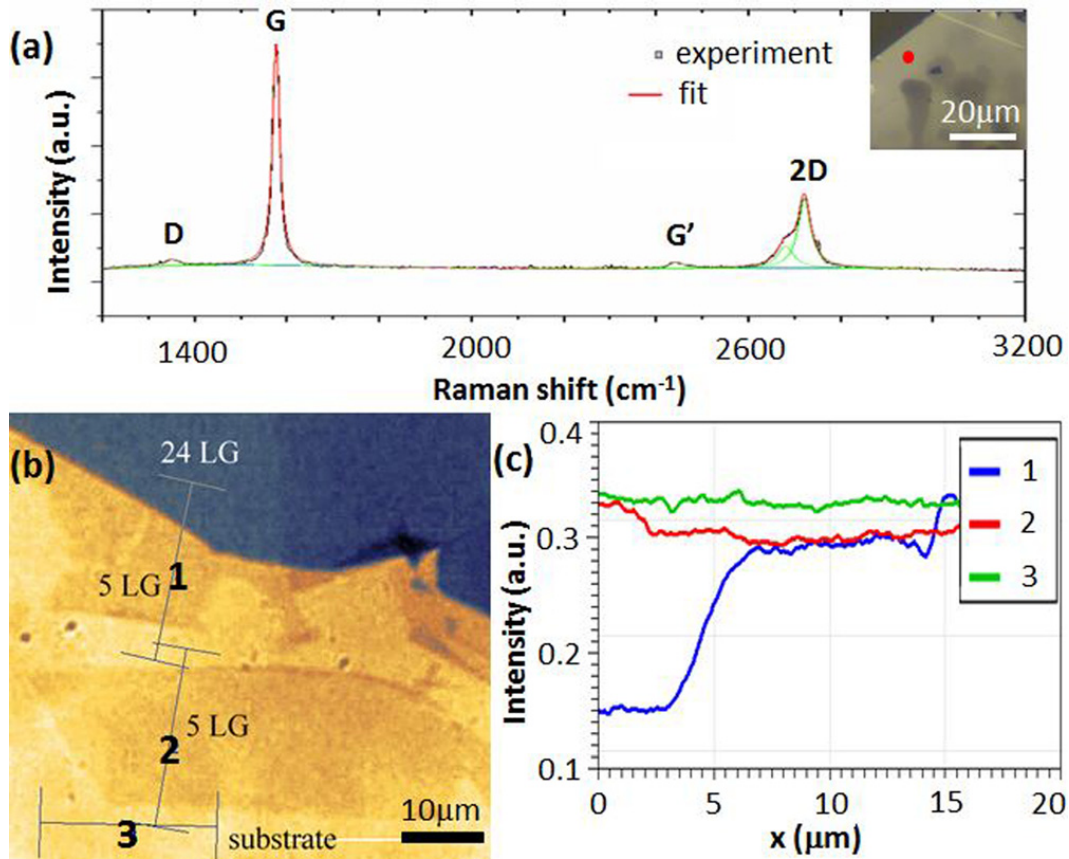 (a)
G
experiment
fit
20μm
D
G’
2D
Intensity (a.u.)
1400
2000
2600
3200
Raman shift (cm-1)
(b)
24 LG
1
5 LG
5 LG
2
3
substrate
10μm
(c)
0.4
0.3
0.2
0.1
Intensity (a.u.)
1
2
3
0
5
10
15
20
x (μm)